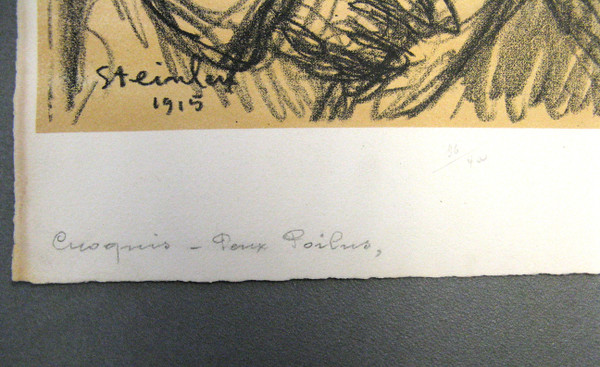 Steinlen
1915
Croquis - Deux Poilus,